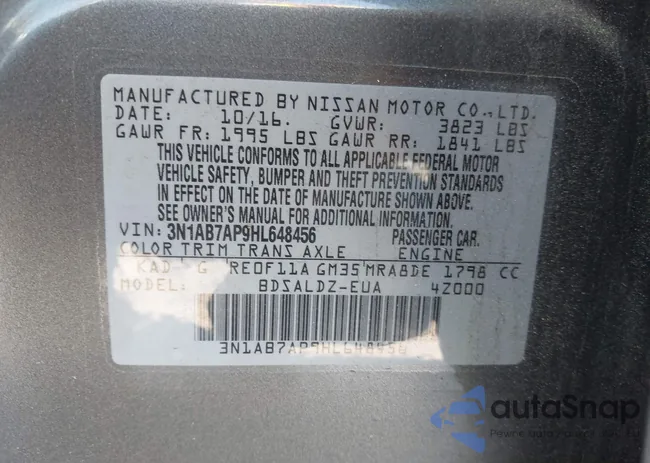 MANUFACTURED BY NISSAN MOTOR CO., LTD.
DATE: 10/16. GVWR: 3823 LBS
GAWR FR: 1995 LBS GAWR RR: 1841 LBS
THIS VEHICLE CONFORMS TO ALL APPLICABLE FEDERAL MOTOR
VEHICLE SAFETY, BUMPER AND THEFT PREVENTION STANDARDS
IN EFFECT ON THE DATE OF MANUFACTURE SHOWN ABOVE.
SEE OWNER'S MANUAL FOR ADDITIONAL INFORMATION.
VIN: 3N1AB7AP9HL648456 PASSENGER CAR.
COLOR TRIM TRANS AXLE ENGINE
KAD G RE0F11A GM35 MRA8DE 1798 CC
MODEL: BDSALDZ-EUA 4Z000
3N1AB7AP9HL648456
autaSnap